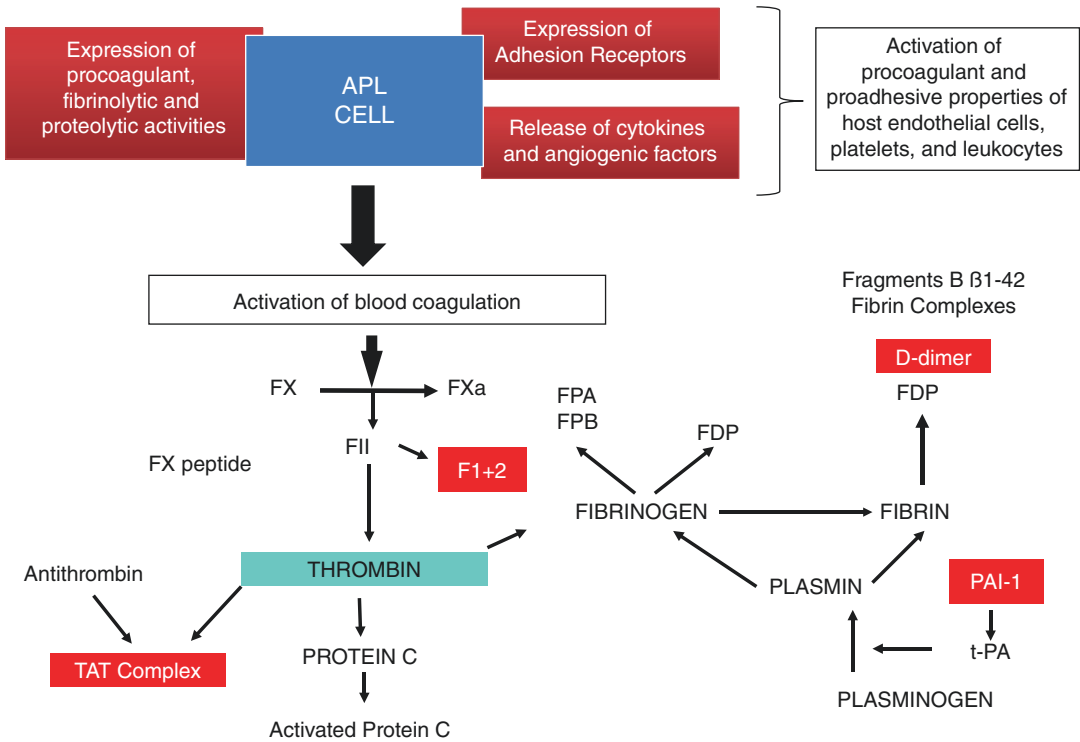 Expression of
procoagulant,
fibrinolytic and
proteolytic activities
APL
CELL
Expression of
Adhesion Receptors
Release of cytokines
and angiogenic factors
Activation of
procoagulant and
proadhesive properties of
host endothelial cells,
platelets, and leukocytes
Activation of blood coagulation
Fragments B ß1-42
Fibrin Complexes
D-dimer
FDP
FX
FXa
FPA
FPB
FDP
FII
FX peptide
F1+2
FIBRINOGEN
FIBRIN
THROMBIN
Antithrombin
PLASMIN
PAI-1
TAT Complex
PROTEIN C
t-PA
PLASMINOGEN
Activated Protein C